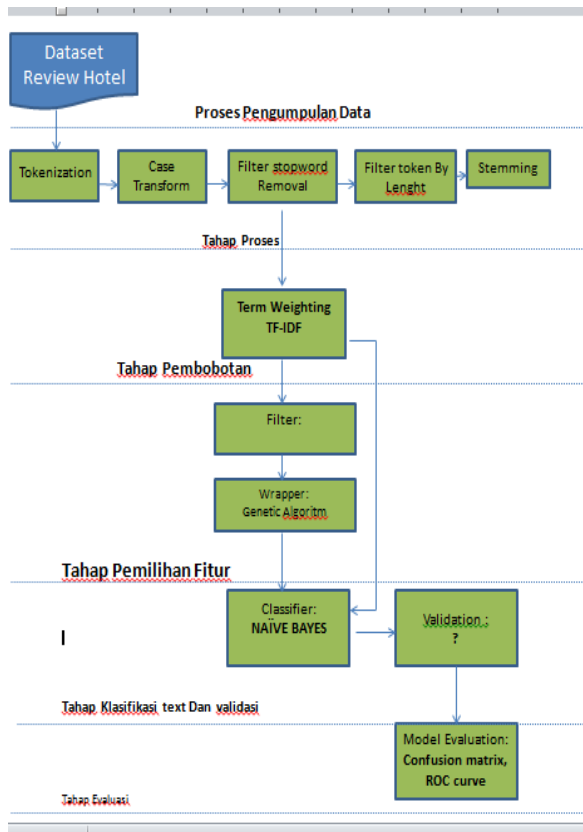 Dataset
Review Hotel
Proses Pengumpulan Data
Tokenization
Case
Transform
Filter stopword
Removal
Filter token By
Lenght
Stemming
Tahap Proses
Term Weighting
TF-IDF
Tahap Pembobotan
Filter:
Wrapper:
Genetic Algoritm
Tahap Pemilihan Fitur
Classifier:
NAÏVE BAYES
Validation :
?
Tahap Klasifikasi text Dan validasi
Model Evaluation:
Confusion matrix,
ROC curve
Tahap Evaluasi